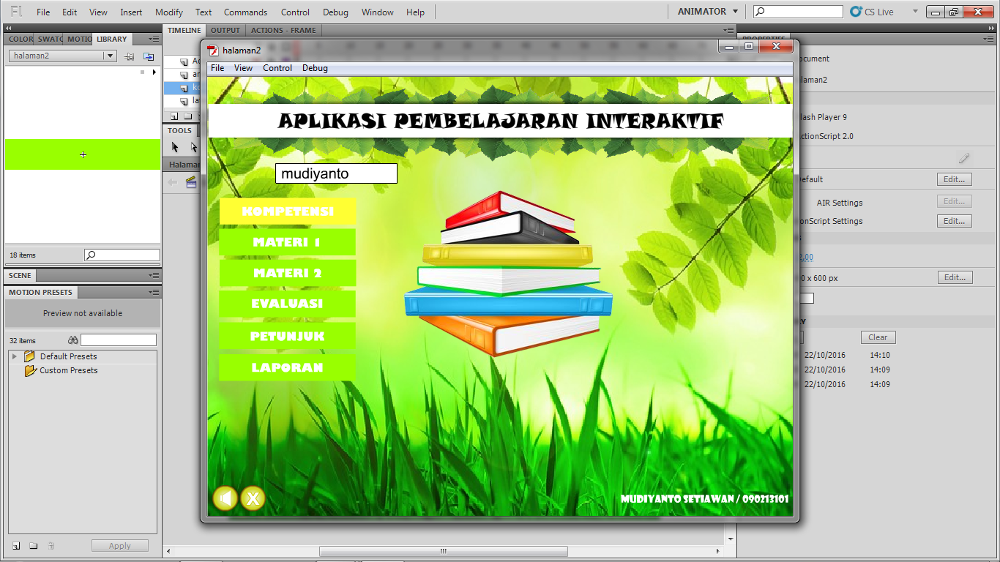 Fl File Edit View Insert Modify Text Commands Control Debug Window Help ANIMATOR CS Live
COLOR SWATC MOTIO LIBRARY
TIMELINE OUTPUT ACTIONS - FRAME
PROPERTIES
halaman2
18 items
SCENE
MOTION PRESETS
Preview not available
32 items
Default Presets
Custom Presets
Apply
TOOLS
halaman2
File View Control Debug
APLIKASI PEMBELAJARAN INTERAKTIF
mudiyanto
KOMPETENSI
MATERI 1
MATERI 2
EVALUASI
PETUNJUK
LAPORAN
X
MUDIYANTO SETIAWAN / 090213101
ocument
alaman2
lash Player 9
ctionScript 2.0
efault Edit...
AIR Settings Edit...
onScript Settings Edit...
2,00
0 x 600 px Edit...
Clear
22/10/2016 14:10
22/10/2016 14:09
22/10/2016 14:09